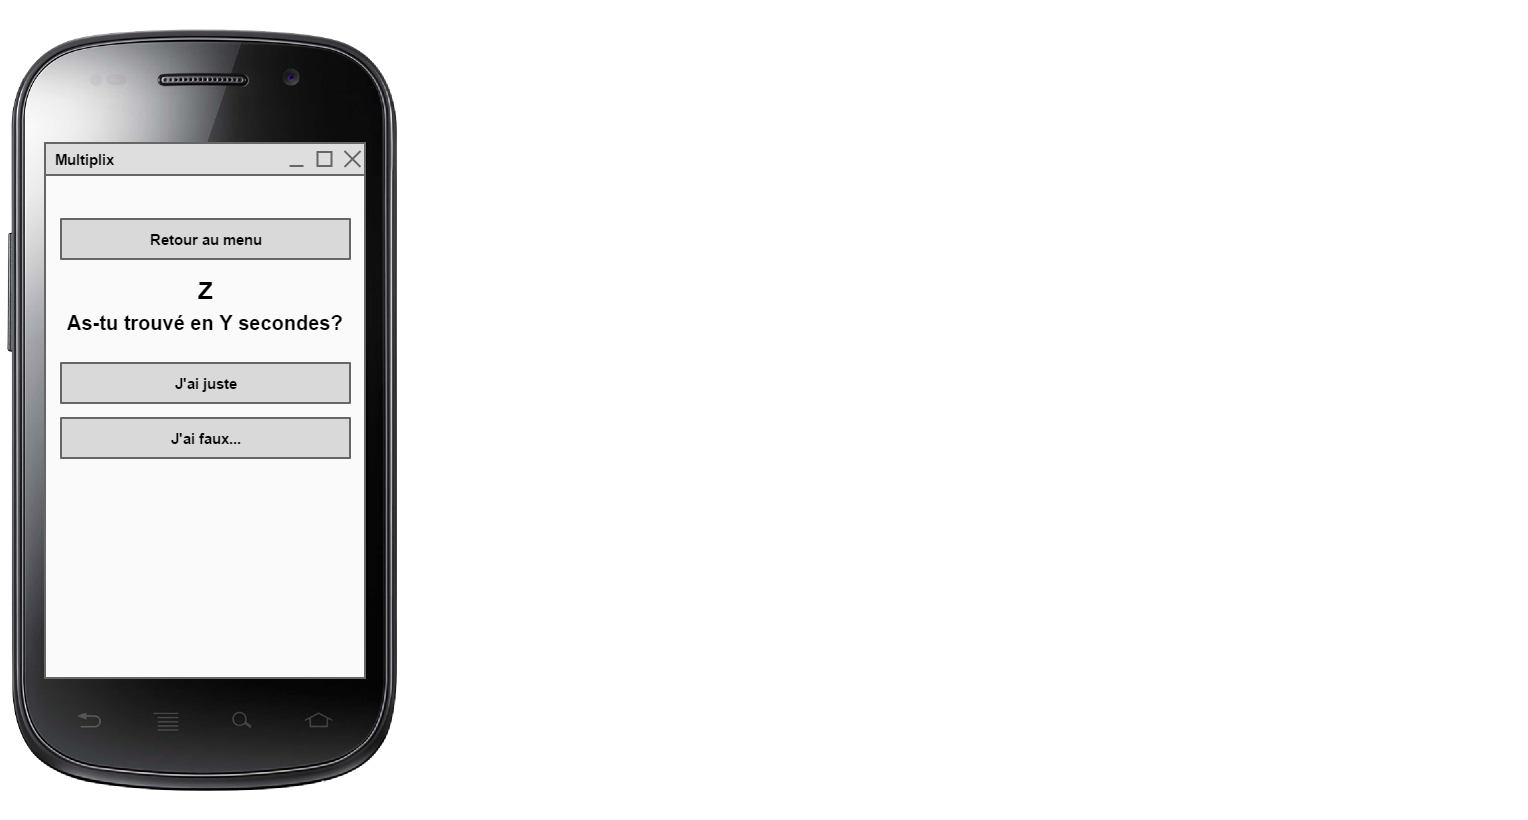 Multiplix
Retour au menu
Z
As-tu trouvé en Y secondes?
J'ai juste
J'ai faux...